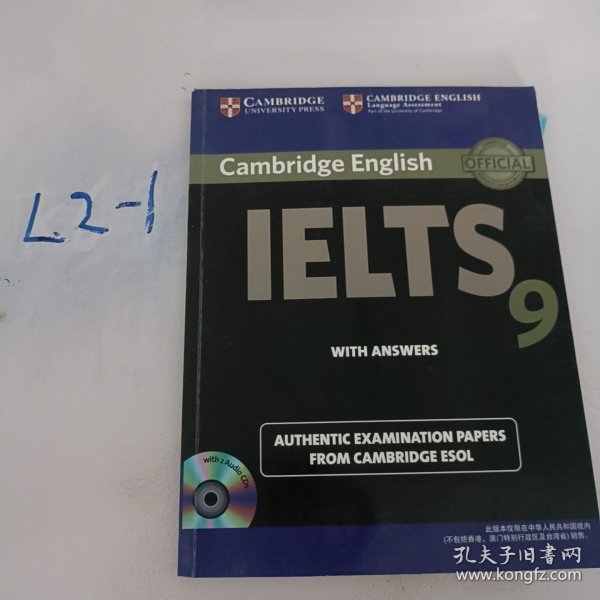 L2-1
CAMBRIDGE
UNIVERSITY PRESS
CAMBRIDGE ENGLISH
Language Assessment
Part of the University of Cambridge
Cambridge English
OFFICIAL
IELTS 9
WITH ANSWERS
AUTHENTIC EXAMINATION PAPERS
FROM CAMBRIDGE ESOL
with 2 Audio CDs
此版本仅限在中华人民共和国境内
(不包括香港、澳门特别行政区及台湾省)销售。
孔夫子旧书网
www.kongfz.com